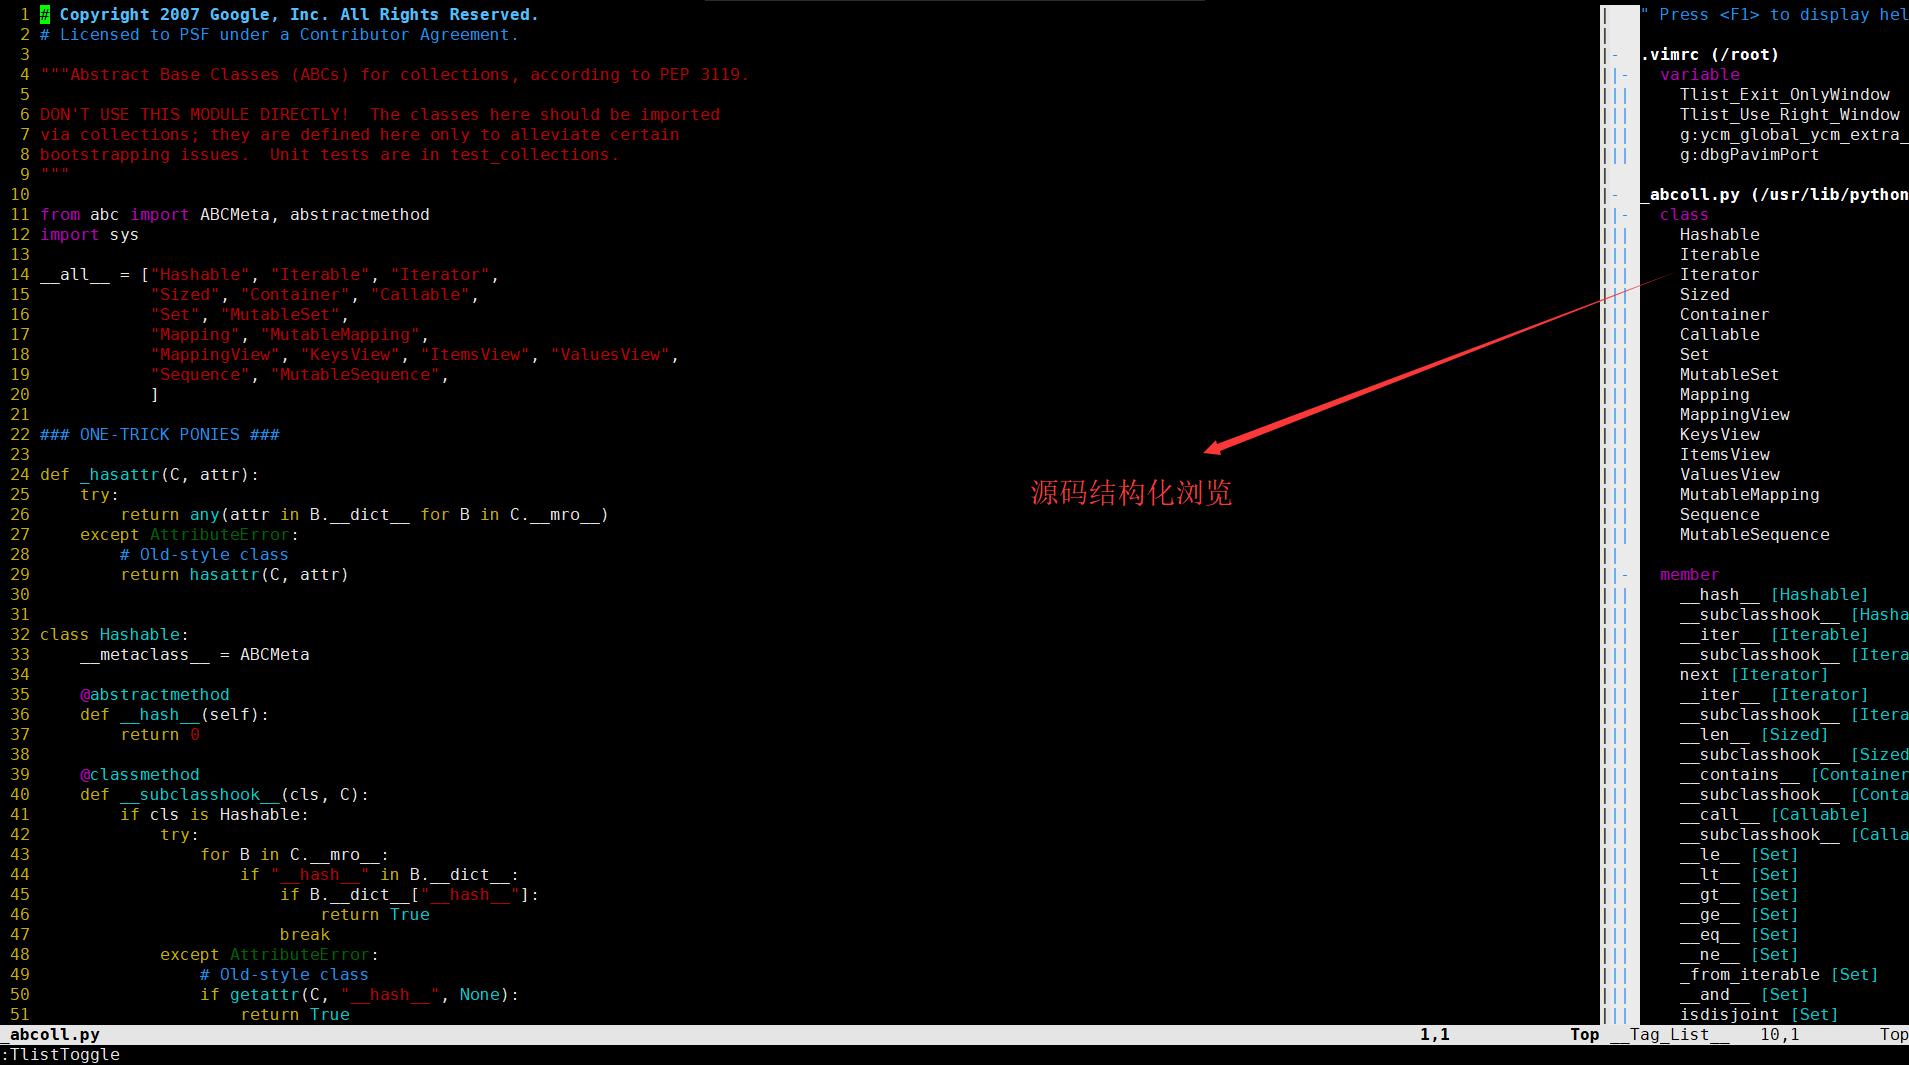 1 # Copyright 2007 Google, Inc. All Rights Reserved.
2 # Licensed to PSF under a Contributor Agreement.
3
4 """Abstract Base Classes (ABCs) for collections, according to PEP 3119.
5
6 DON'T USE THIS MODULE DIRECTLY!  The classes here should be imported
7 via collections; they are defined here only to alleviate certain
8 bootstrapping issues.  Unit tests are in test_collections.
9 """
10
11 from abc import ABCMeta, abstractmethod
12 import sys
13
14 __all__ = ["Hashable", "Iterable", "Iterator",
15            "Sized", "Container", "Callable",
16            "Set", "MutableSet",
17            "Mapping", "MutableMapping",
18            "MappingView", "KeysView", "ItemsView", "ValuesView",
19            "Sequence", "MutableSequence",
20            ]
21
22 ### ONE-TRICK PONIES ###
23
24 def _hasattr(C, attr):
25     try:
26         return any(attr in B.__dict__ for B in C.__mro__)
27     except AttributeError:
28         # Old-style class
29         return hasattr(C, attr)
30
31
32 class Hashable:
33     __metaclass__ = ABCMeta
34
35     @abstractmethod
36     def __hash__(self):
37         return 0
38
39     @classmethod
40     def __subclasshook__(cls, C):
41         if cls is Hashable:
42             try:
43                 for B in C.__mro__:
44                     if "__hash__" in B.__dict__:
45                         if B.__dict__["__hash__"]:
46                             return True
47                         break
48             except AttributeError:
49                 # Old-style class
50                 if getattr(C, "__hash__", None):
51                     return True
_abcoll.py 1,1 Top
:TlistToggle
源码结构化浏览
" Press <F1> to display hel
.vimrc (/root)
variable
Tlist_Exit_OnlyWindow
Tlist_Use_Right_Window
g:ycm_global_ycm_extra_
g:dbgPavimPort
_abcoll.py (/usr/lib/python
class
Hashable
Iterable
Iterator
Sized
Container
Callable
Set
MutableSet
Mapping
MappingView
KeysView
ItemsView
ValuesView
MutableMapping
Sequence
MutableSequence
member
__hash__ [Hashable]
__subclasshook__ [Hasha
__iter__ [Iterable]
__subclasshook__ [Itera
next [Iterator]
__iter__ [Iterator]
__subclasshook__ [Itera
__len__ [Sized]
__subclasshook__ [Sized
__contains__ [Container
__subclasshook__ [Conta
__call__ [Callable]
__subclasshook__ [Calla
__le__ [Set]
__lt__ [Set]
__gt__ [Set]
__ge__ [Set]
__eq__ [Set]
__ne__ [Set]
_from_iterable [Set]
__and__ [Set]
isdisjoint [Set]
__Tag_List__ 10,1 Top